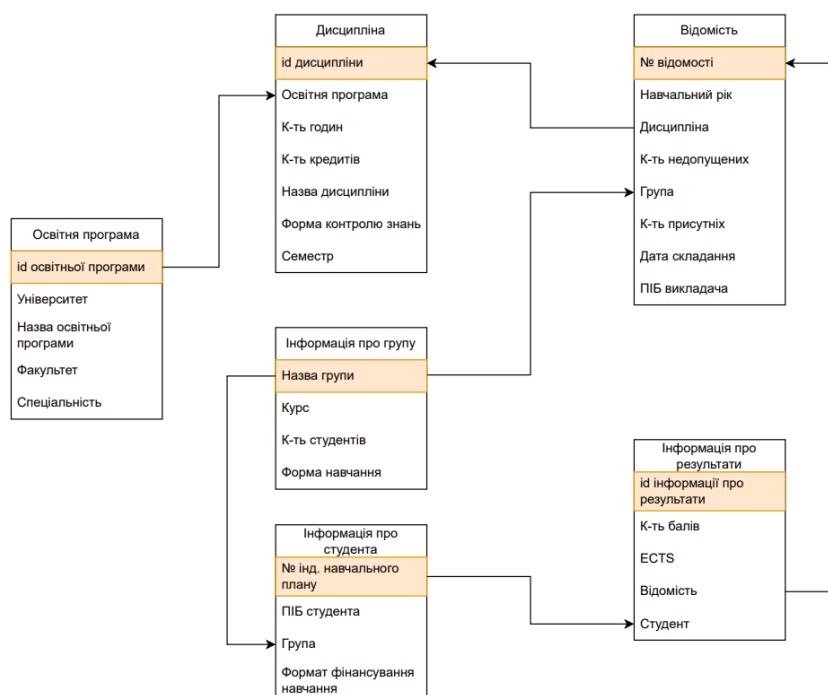 Дисципліна
id дисципліни
Освітня програма
К-ть годин
К-ть кредитів
Назва дисципліни
Форма контролю знань
Семестр
Відомість
№ відомості
Навчальний рік
Дисципліна
К-ть недопущених
Група
К-ть присутніх
Дата складання
ПІБ викладача
Освітня програма
id освітньої програми
Університет
Назва освітньої
програми
Факультет
Спеціальність
Інформація про групу
Назва групи
Курс
К-ть студентів
Форма навчання
Інформація про
студента
№ інд. навчального
плану
ПІБ студента
Група
Формат фінансування
навчання
Інформація про
результати
id інформації про
результати
К-ть балів
ECTS
Відомість
Студент